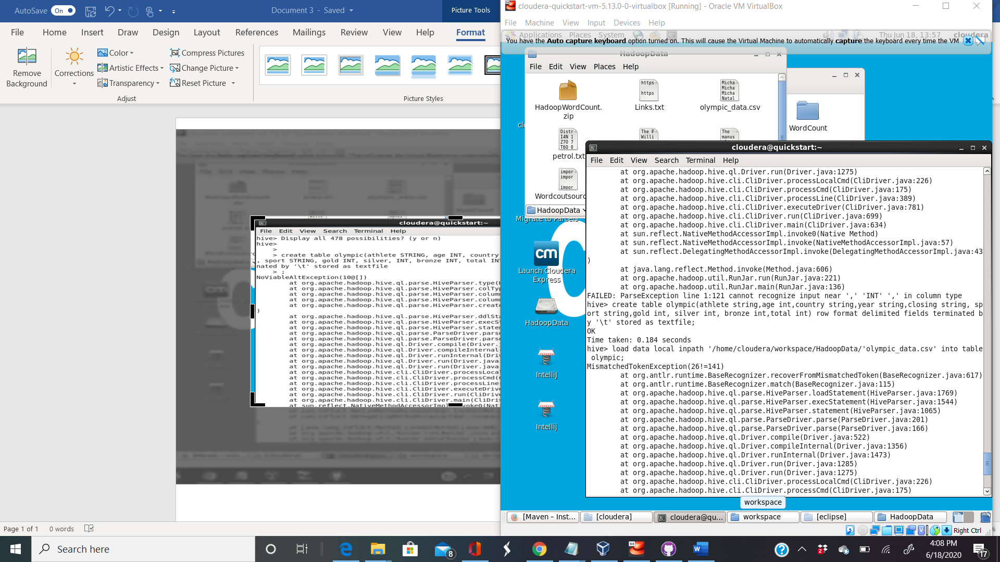 AutoSave On
Document 3 - Saved
Picture Tools
File Home Insert Draw Design Layout References Mailings Review View Help Format
Remove Background
Corrections
Color
Artistic Effects
Transparency
Compress Pictures
Change Picture
Reset Picture
Adjust
Picture Styles
cloudera@quickstart:~
File Edit View Search Terminal Help
hive> Display all 478 possibilities? (y or n)
hive>
>
> create table olympic(athlete STRING, age INT, country
, sport STRING, gold INT, silver, INT, bronze INT, total INT
nated by '\t' stored as textfile
> ;
NoViableAltException(10@[])
at org.apache.hadoop.hive.ql.parse.HiveParser.type(H
at org.apache.hadoop.hive.ql.parse.HiveParser.colTyp
at org.apache.hadoop.hive.ql.parse.HiveParser.column
at org.apache.hadoop.hive.ql.parse.HiveParser.column
at org.apache.hadoop.hive.ql.parse.HiveParser.create
)
at org.apache.hadoop.hive.ql.parse.HiveParser.ddlSta
at org.apache.hadoop.hive.ql.parse.HiveParser.execSt
at org.apache.hadoop.hive.ql.parse.HiveParser.statem
at org.apache.hadoop.hive.ql.parse.ParseDriver.parse
at org.apache.hadoop.hive.ql.parse.ParseDriver.parse
at org.apache.hadoop.hive.ql.Driver.compile(Driver.j
at org.apache.hadoop.hive.ql.Driver.compileInternal(
at org.apache.hadoop.hive.ql.Driver.runInternal(Driv
at org.apache.hadoop.hive.ql.Driver.run(Driver.java:
at org.apache.hadoop.hive.ql.Driver.run(Driver.java:
at org.apache.hadoop.hive.cli.CliDriver.processLocal
at org.apache.hadoop.hive.cli.CliDriver.processCmd(C
at org.apache.hadoop.hive.cli.CliDriver.processLine(
at org.apache.hadoop.hive.cli.CliDriver.executeDrive
at org.apache.hadoop.hive.cli.CliDriver.run(CliDrive
at org.apache.hadoop.hive.cli.CliDriver.main(CliDriv
at sun.reflect.NativeMethodAccessorImpl.invoke0(Nati
Page 1 of 1 0 words
cloudera-quickstart-vm-5.13.0-0-virtualbox [Running] - Oracle VM VirtualBox
File Machine View Input Devices Help
Applications Places System
Thu Jun 18, 13:57 cloudera
You have the Auto capture keyboard option turned on. This will cause the Virtual Machine to automatically capture the keyboard every time the VM
HadoopData
File Edit View Places Help
HadoopWordCount.zip
Links.txt
olympic_data.csv
petrol.txt
Wordcoutsourc
HadoopData
WordCount
Migrate to Parcels
Launch Cloudera Express
HadoopData
IntelliJ
Intellij
cloudera@quickstart:~
File Edit View Search Terminal Help
at org.apache.hadoop.hive.ql.Driver.run(Driver.java:1275)
at org.apache.hadoop.hive.cli.CliDriver.processLocalCmd(CliDriver.java:226)
at org.apache.hadoop.hive.cli.CliDriver.processCmd(CliDriver.java:175)
at org.apache.hadoop.hive.cli.CliDriver.processLine(CliDriver.java:389)
at org.apache.hadoop.hive.cli.CliDriver.executeDriver(CliDriver.java:781)
at org.apache.hadoop.hive.cli.CliDriver.run(CliDriver.java:699)
at org.apache.hadoop.hive.cli.CliDriver.main(CliDriver.java:634)
at sun.reflect.NativeMethodAccessorImpl.invoke0(Native Method)
at sun.reflect.NativeMethodAccessorImpl.invoke(NativeMethodAccessorImpl.java:57)
at sun.reflect.DelegatingMethodAccessorImpl.invoke(DelegatingMethodAccessorImpl.java:43
)
at java.lang.reflect.Method.invoke(Method.java:606)
at org.apache.hadoop.util.RunJar.run(RunJar.java:221)
at org.apache.hadoop.util.RunJar.main(RunJar.java:136)
FAILED: ParseException line 1:121 cannot recognize input near ',' 'INT' ',' in column type
hive> create table olympic(athlete string,age int,country string,year string,closing string, sp
ort string,gold int, silver int, bronze int,total int) row format delimited fields terminated b
y '\t' stored as textfile;
OK
Time taken: 0.184 seconds
hive> load data local inpath '/home/cloudera/workspace/HadoopData/'olympic_data.csv' into table
olympic;
MismatchedTokenException(26!=141)
at org.antlr.runtime.BaseRecognizer.recoverFromMismatchedToken(BaseRecognizer.java:617)
at org.antlr.runtime.BaseRecognizer.match(BaseRecognizer.java:115)
at org.apache.hadoop.hive.ql.parse.HiveParser.loadStatement(HiveParser.java:1769)
at org.apache.hadoop.hive.ql.parse.HiveParser.execStatement(HiveParser.java:1544)
at org.apache.hadoop.hive.ql.parse.HiveParser.statement(HiveParser.java:1065)
at org.apache.hadoop.hive.ql.parse.ParseDriver.parse(ParseDriver.java:201)
at org.apache.hadoop.hive.ql.parse.ParseDriver.parse(ParseDriver.java:166)
at org.apache.hadoop.hive.ql.Driver.compile(Driver.java:522)
at org.apache.hadoop.hive.ql.Driver.compileInternal(Driver.java:1356)
at org.apache.hadoop.hive.ql.Driver.runInternal(Driver.java:1473)
at org.apache.hadoop.hive.ql.Driver.run(Driver.java:1285)
at org.apache.hadoop.hive.ql.Driver.run(Driver.java:1275)
at org.apache.hadoop.hive.cli.CliDriver.processLocalCmd(CliDriver.java:226)
at org.apache.hadoop.hive.cli.CliDriver.processCmd(CliDriver.java:175)
workspace
[Maven – Inst... [cloudera] cloudera@qu... workspace [eclipse] HadoopData
Right Ctrl
Search here
8
4:08 PM
6/18/2020
17